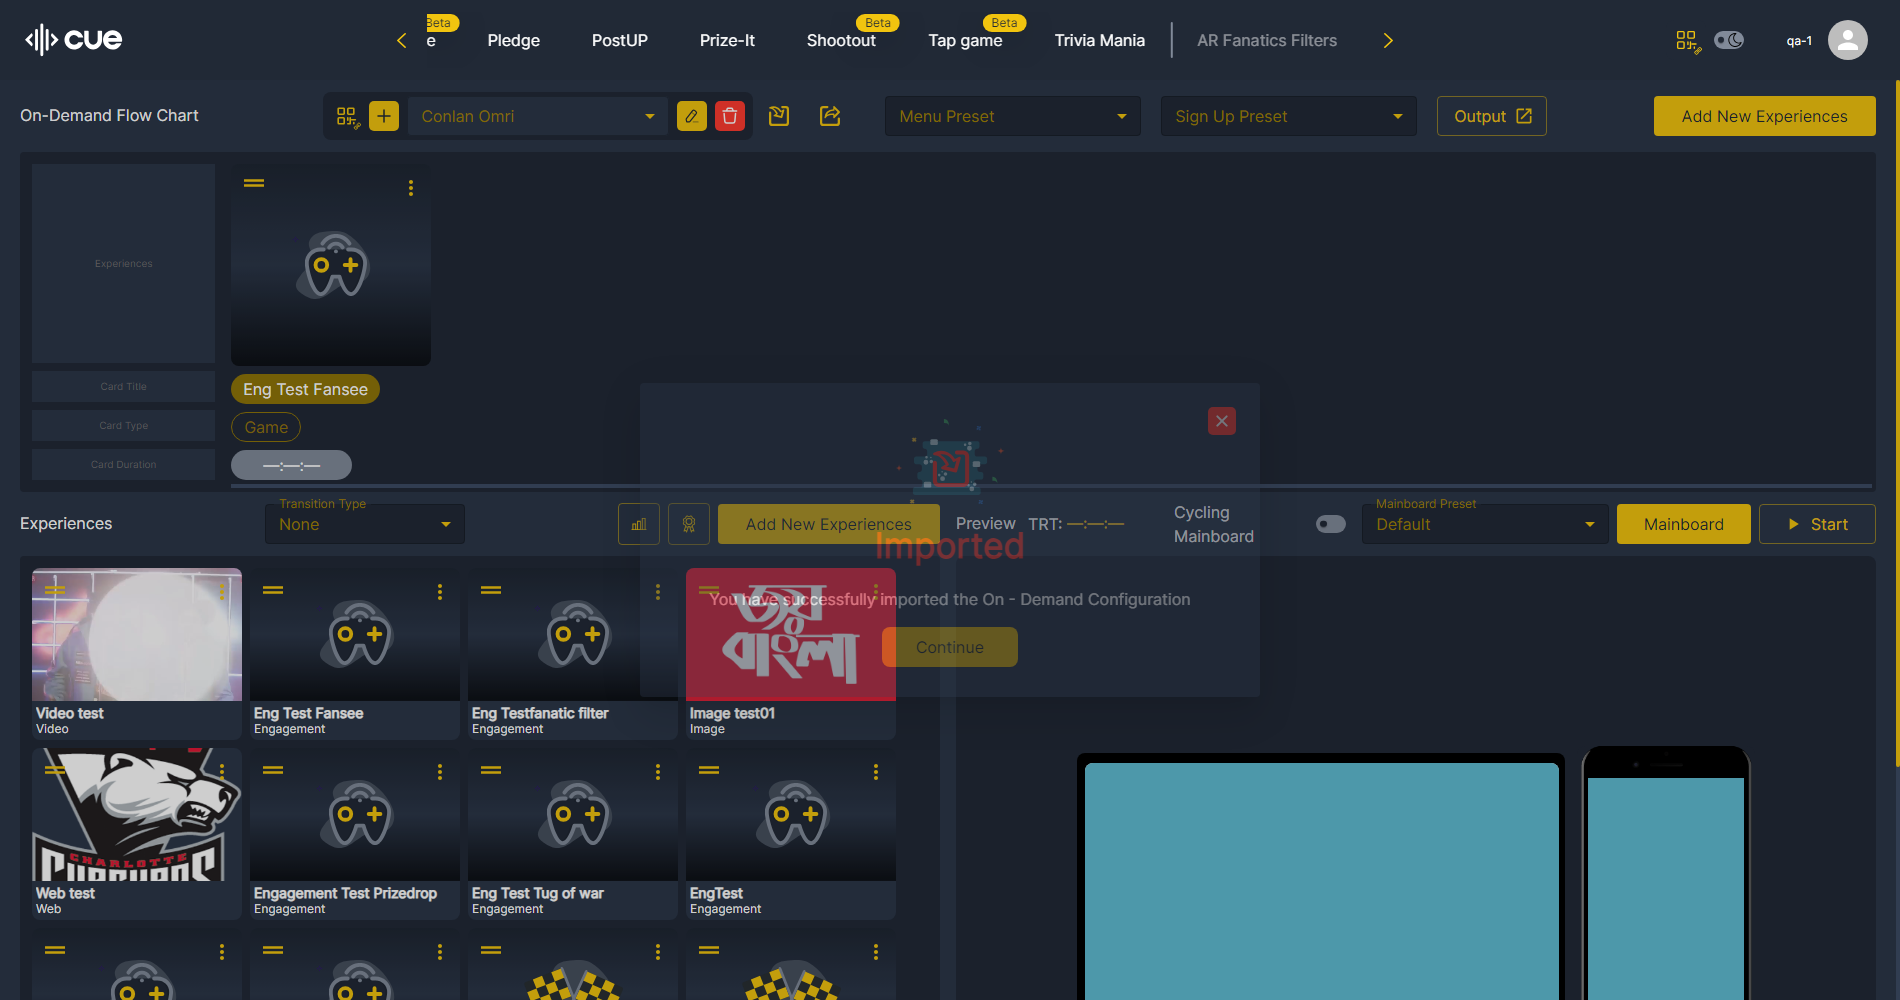 cue
Beta
e
Pledge
PostUP
Prize-It
Beta
Shootout
Beta
Tap game
Trivia Mania
AR Fanatics Filters
qa-1
On-Demand Flow Chart
Conlan Omri
Menu Preset
Sign Up Preset
Output
Add New Experiences
Experiences
Card Title
Eng Test Fansee
Card Type
Game
Card Duration
—:—:—
Imported
You have successfully imported the On - Demand Configuration
Continue
Experiences
Transition Type
None
Add New Experiences
Preview
TRT: —:—:—
Cycling
Mainboard
Mainboard Preset
Default
Mainboard
Start
Video test
Video
Eng Test Fansee
Engagement
Eng Testfanatic filter
Engagement
জয়
বাংলা
Image test01
Image
CHARLOTTE
Web test
Web
Engagement Test Prizedrop
Engagement
Eng Test Tug of war
Engagement
EngTest
Engagement